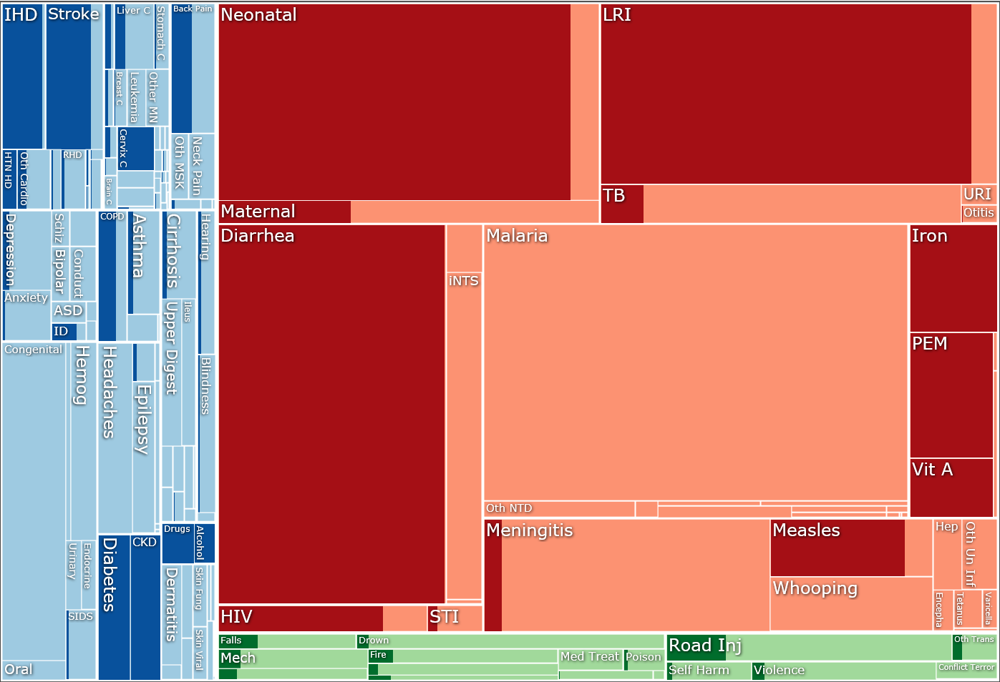 IHD
Stroke
Liver C
Stomach C
Back Pain
Breast C
Leukemia
Other MN
Cervix C
Brain C
Oth MSK
Neck Pain
HTN HD
Oth Cardio
RHD
Neonatal
Maternal
LRI
TB
URI
Otitis
Depression
Schiz
Bipolar
Conduct
Anxiety
ASD
ID
COPD
Asthma
Cirrhosis
Hearing
Upper Digest
Ileus
Blindness
Congenital
Hemog
Headaches
Epilepsy
Urinary
Endocrine
SIDS
Oral
Diabetes
CKD
Drugs
Alcohol
Dermatitis
Skin Fung
Skin Viral
Diarrhea
iNTS
Malaria
Oth NTD
Iron
PEM
Vit A
HIV
STI
Meningitis
Measles
Whooping
Hep
Oth Un Inf
Encepha
Tetanus
Varicella
Falls
Drown
Mech
Fire
Med Treat
Poison
Road Inj
Oth Trans
Self Harm
Violence
Conflict Terror